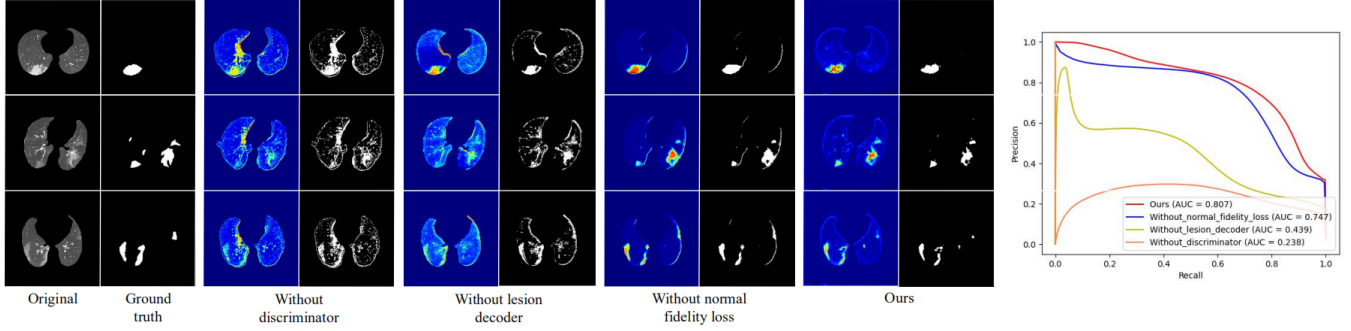 Original
Ground
truth
Without
discriminator
Without lesion
decoder
Without normal
fidelity loss
Ours
1.0
0.8
0.6
0.4
0.2
0.0
Precision
Ours (AUC = 0.807)
Without_normal_fidelity_loss (AUC = 0.747)
Without_lesion_decoder (AUC = 0.439)
Without_discriminator (AUC = 0.238)
0.0 0.2 0.4 0.6 0.8 1.0
Recall